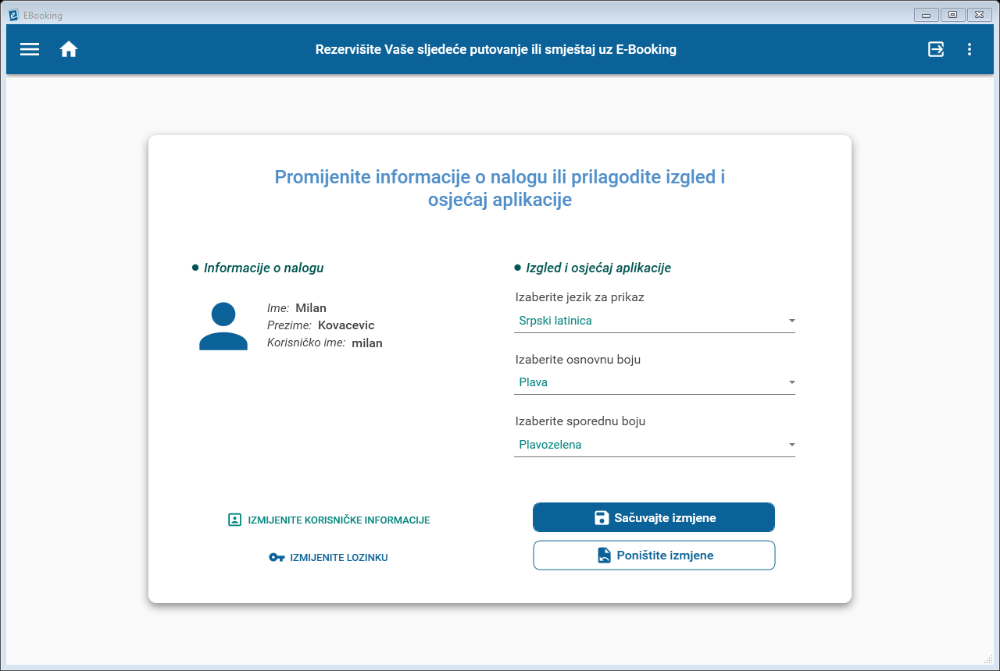 EBooking
Rezervišite Vaše sljedeće putovanje ili smještaj uz E-Booking
Promijenite informacije o nalogu ili prilagodite izgled i
osjećaj aplikacije
Informacije o nalogu
Ime: Milan
Prezime: Kovacevic
Korisničko ime: milan
IZMIJENITE KORISNIČKE INFORMACIJE
IZMIJENITE LOZINKU
Izgled i osjećaj aplikacije
Izaberite jezik za prikaz
Srpski latinica
Izaberite osnovnu boju
Plava
Izaberite sporednu boju
Plavozelena
Sačuvajte izmjene
Poništite izmjene